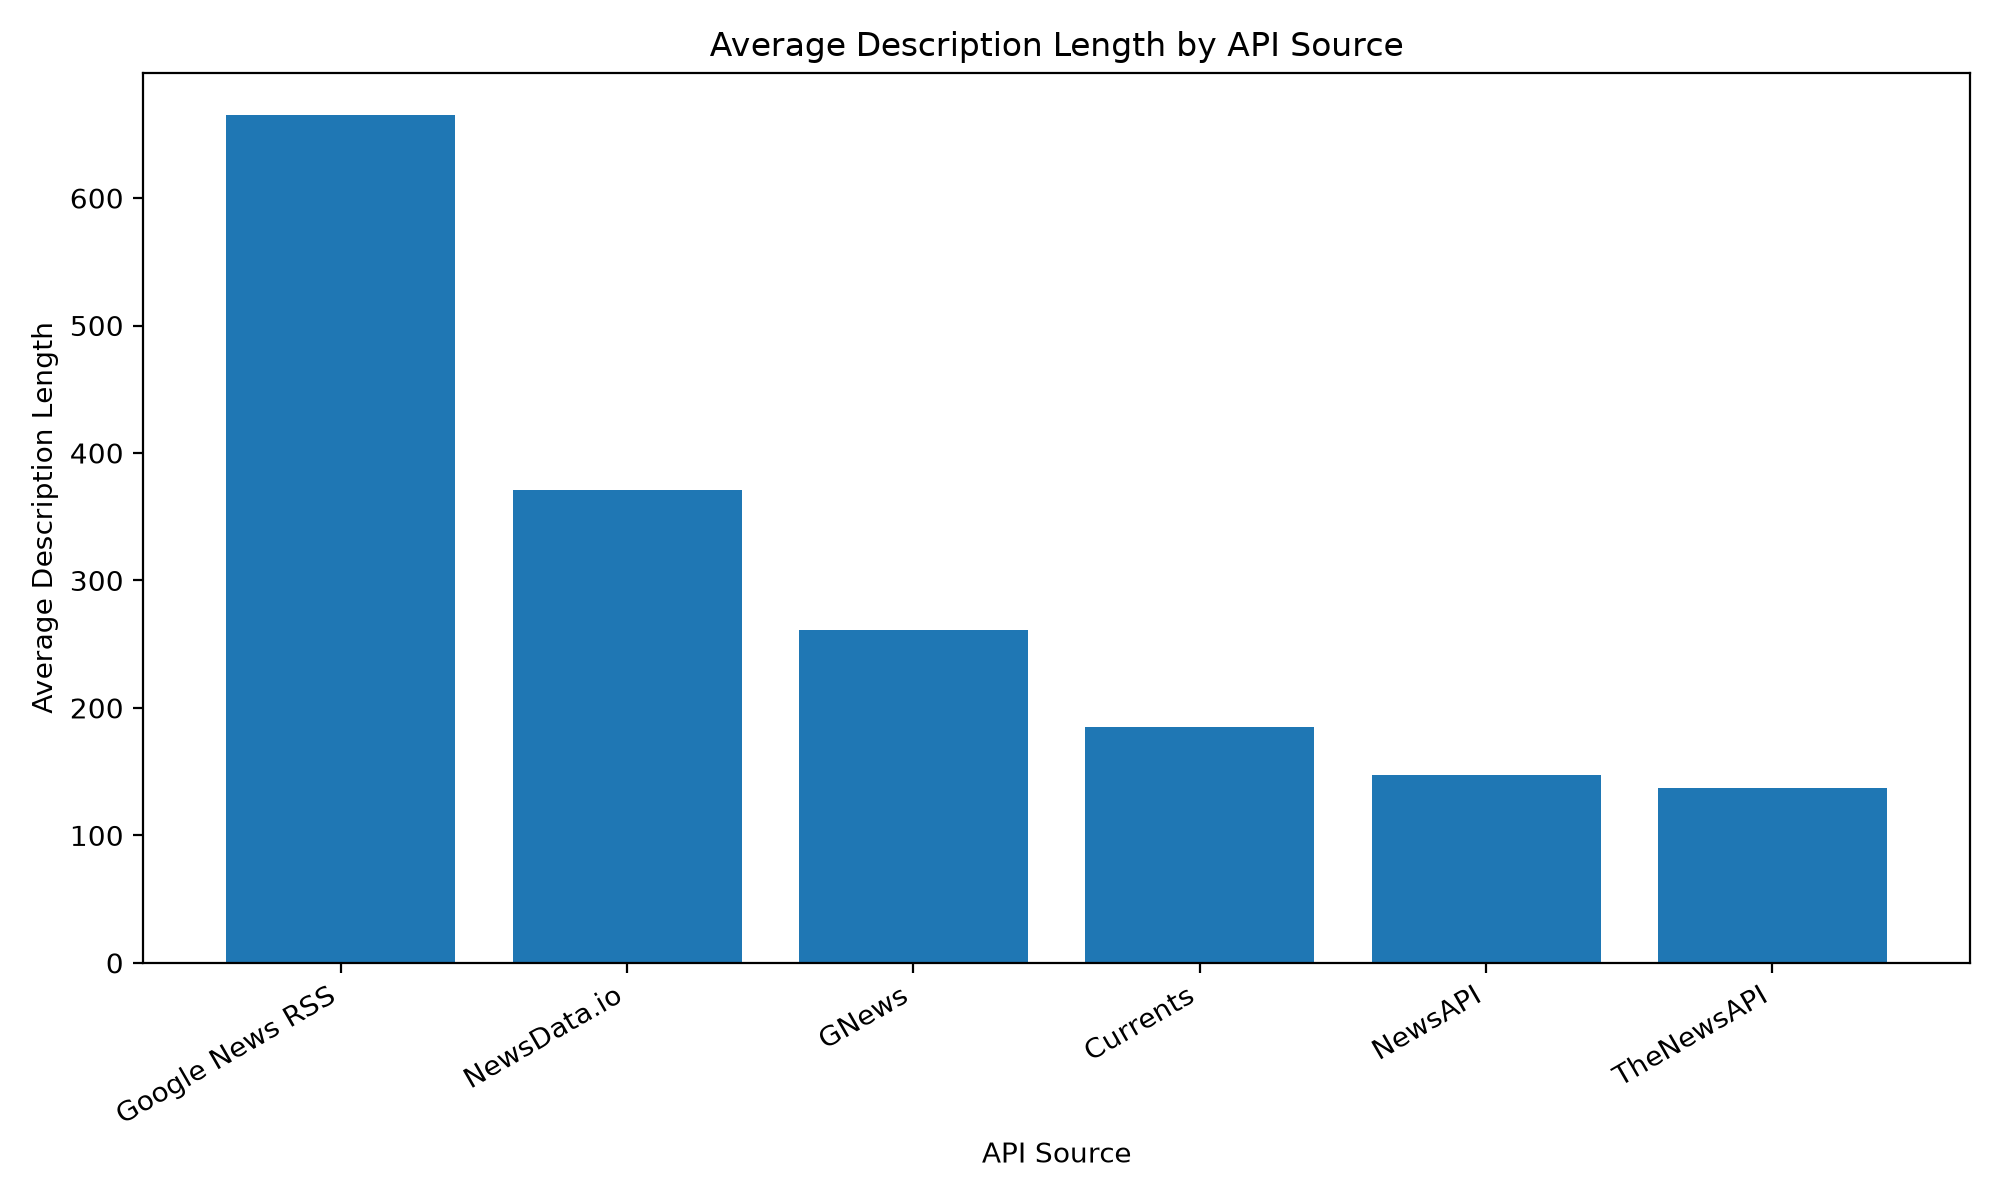 Average Description Length by API Source
Average Description Length
600
500
400
300
200
100
0
Google News RSS
NewsData.io
GNews
Currents
NewsAPI
TheNewsAPI
API Source